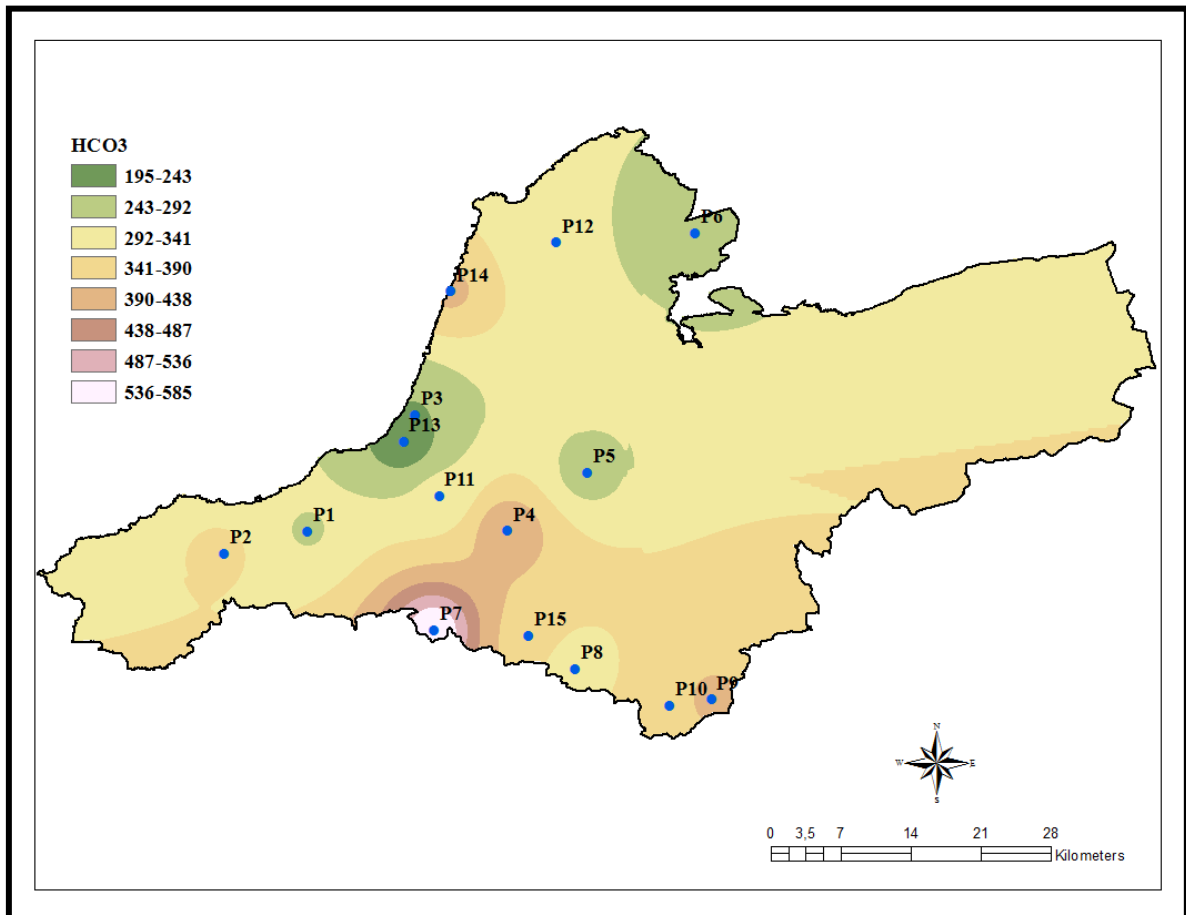 HCO3
195-243
243-292
292-341
341-390
390-438
438-487
487-536
536-585
P6
P12
P14
P3
P13
P5
P11
P4
P1
P2
P7
P15
P8
P10
P9
N
W E
S
0 3,5 7 14 21 28
Kilometers